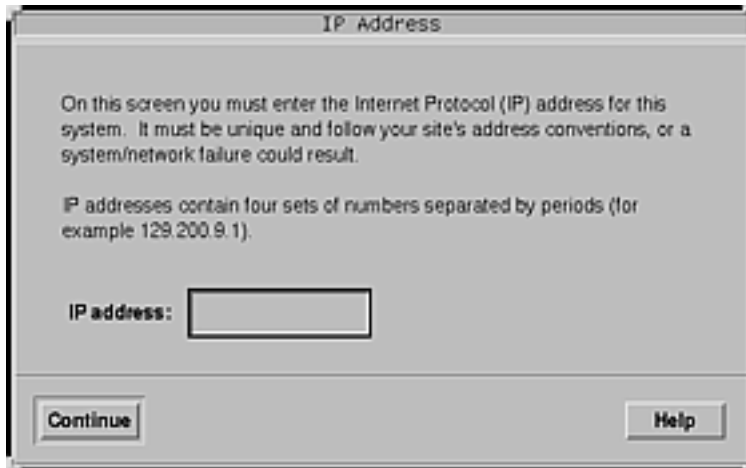 IP Address
On this screen you must enter the Internet Protocol (IP) address for this
system. It must be unique and follow your site's address conventions, or a
system/network failure could result.
IP addresses contain four sets of numbers separated by periods (for
example 129.200.9.1).
IP address:
Continue
Help